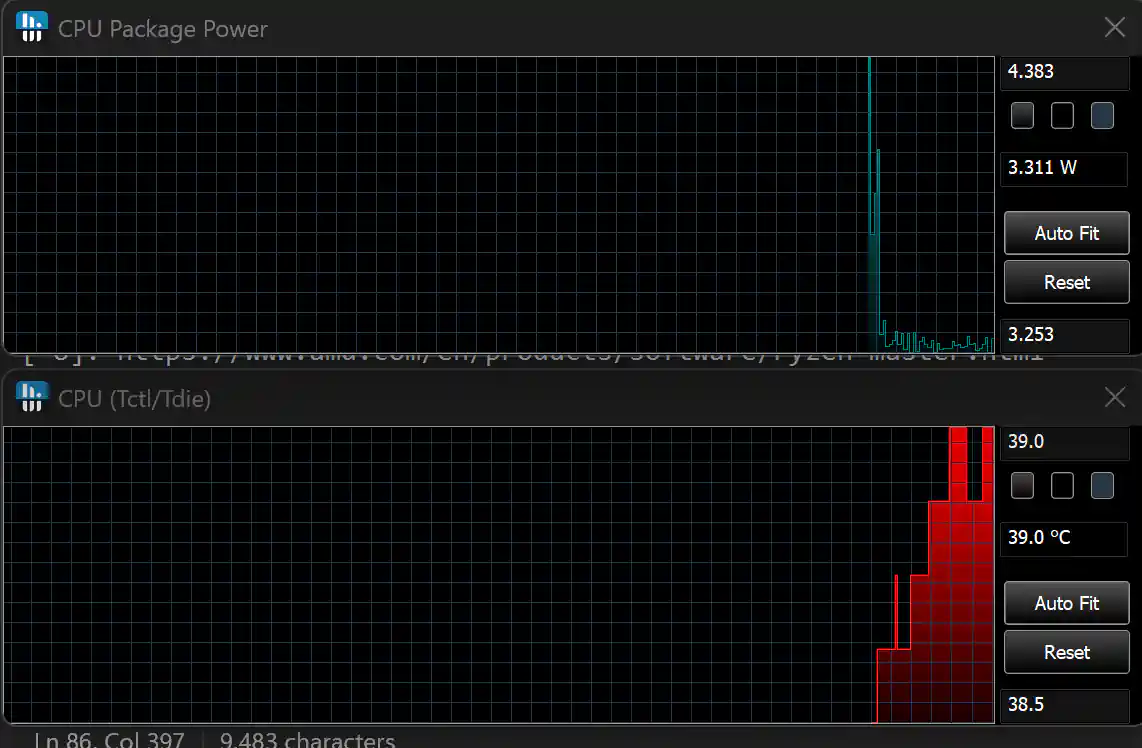 CPU Package Power
4.383
3.311 W
Auto Fit
Reset
3.253
[ 6]: https://www.amd.com/en/products/software/ryzen-master.html
CPU (Tctl/Tdie)
39.0
39.0 °C
Auto Fit
Reset
38.5
Ln 86, Col 397
9,483 characters